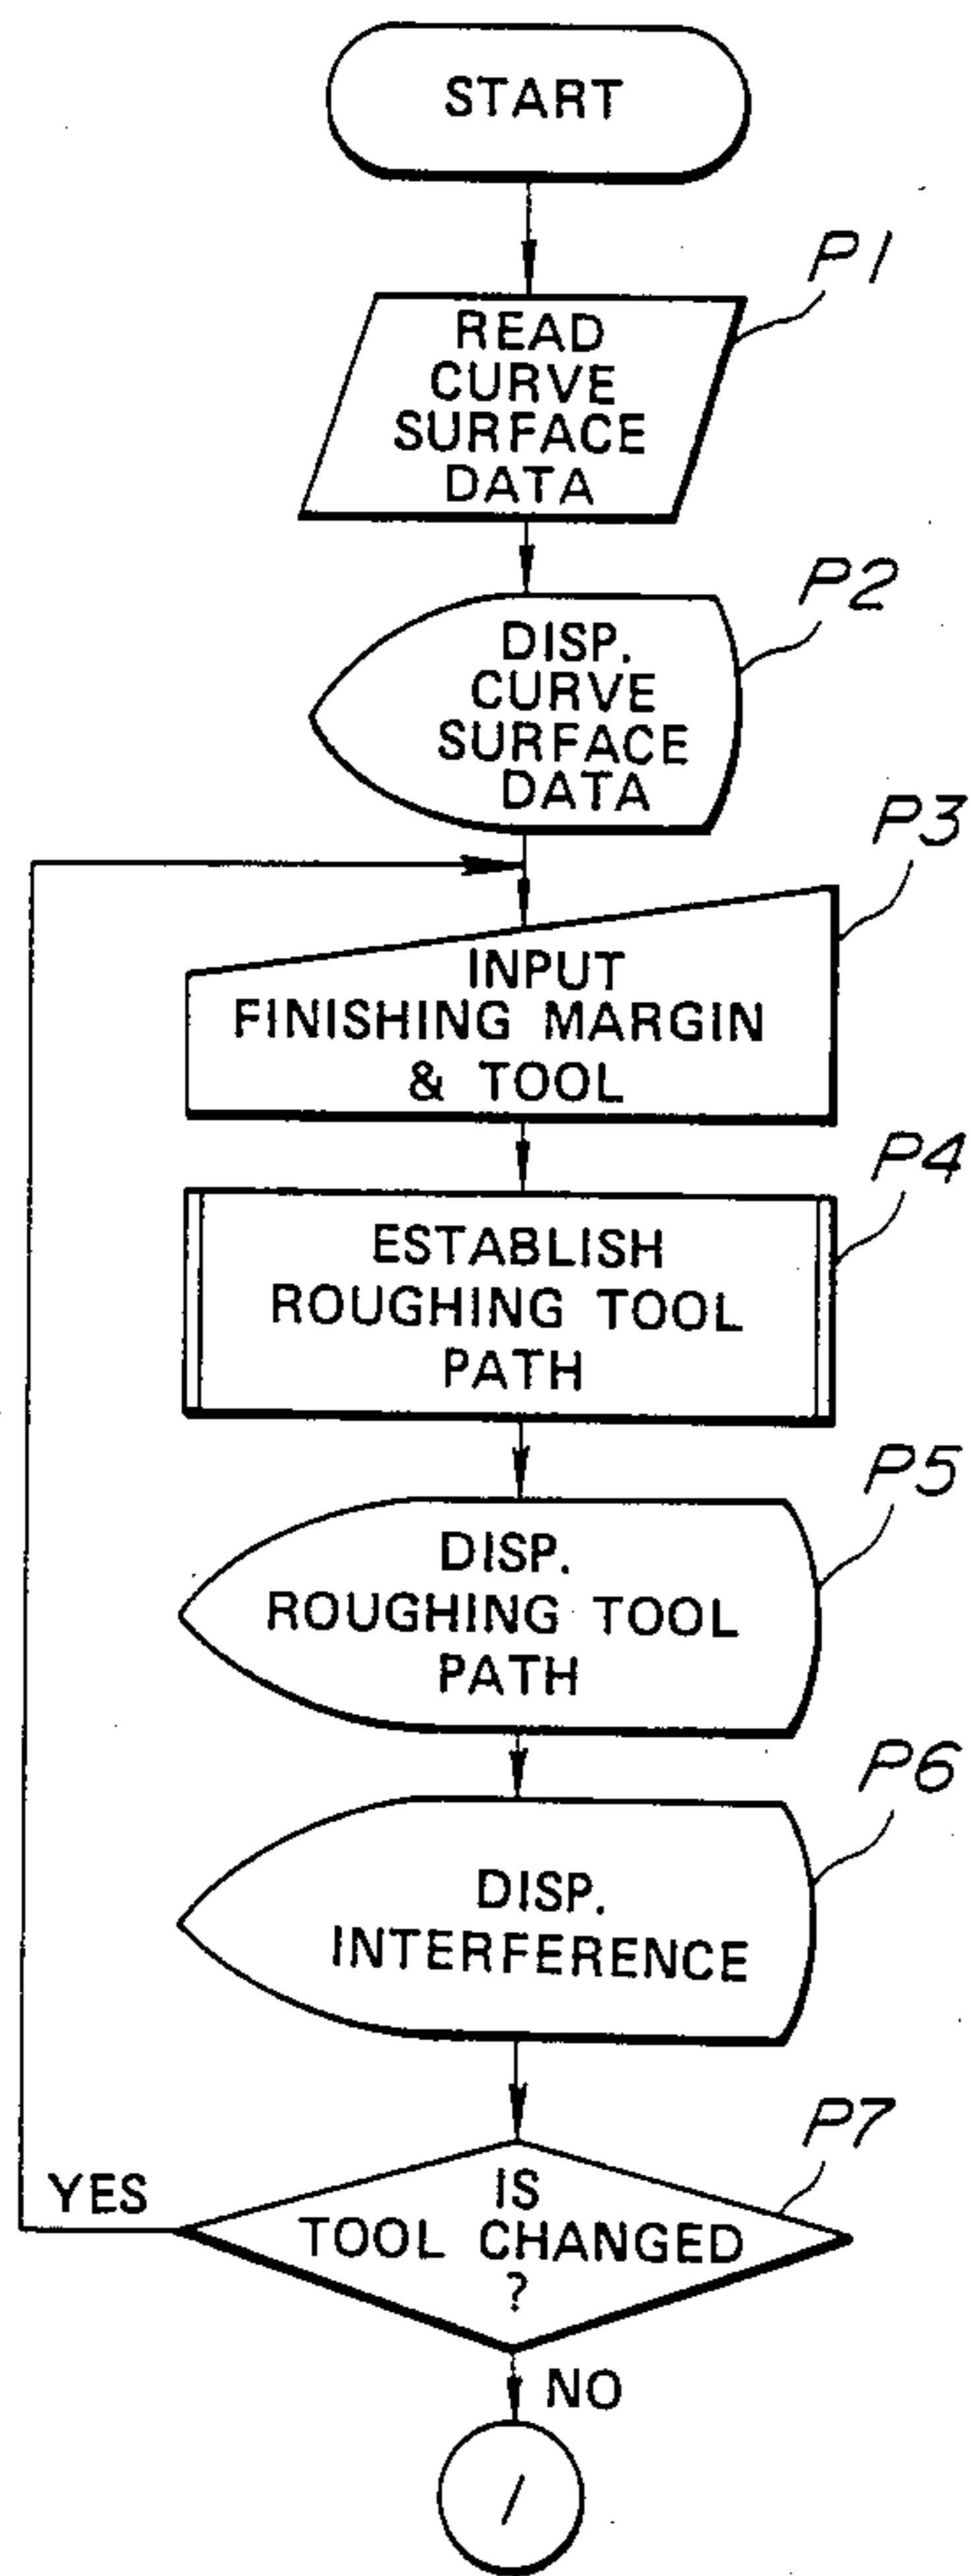 START
P1
READ
CURVE
SURFACE
DATA
P2
DISP.
CURVE
SURFACE
DATA
P3
INPUT
FINISHING MARGIN
& TOOL
P4
ESTABLISH
ROUGHING TOOL
PATH
P5
DISP.
ROUGHING TOOL
PATH
P6
DISP.
INTERFERENCE
P7
YES
IS
TOOL CHANGED
?
NO
1